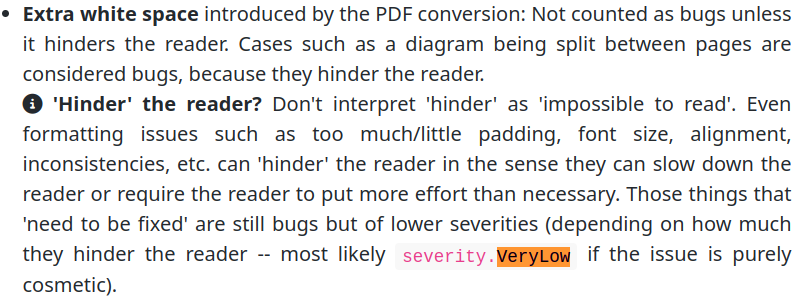 • Extra white space introduced by the PDF conversion: Not counted as bugs unless
it hinders the reader. Cases such as a diagram being split between pages are
considered bugs, because they hinder the reader.
'Hinder' the reader? Don't interpret 'hinder' as 'impossible to read'. Even
formatting issues such as too much/little padding, font size, alignment,
inconsistencies, etc. can 'hinder' the reader in the sense they can slow down the
reader or require the reader to put more effort than necessary. Those things that
'need to be fixed' are still bugs but of lower severities (depending on how much
they hinder the reader -- most likely severity.VeryLow if the issue is purely
cosmetic).